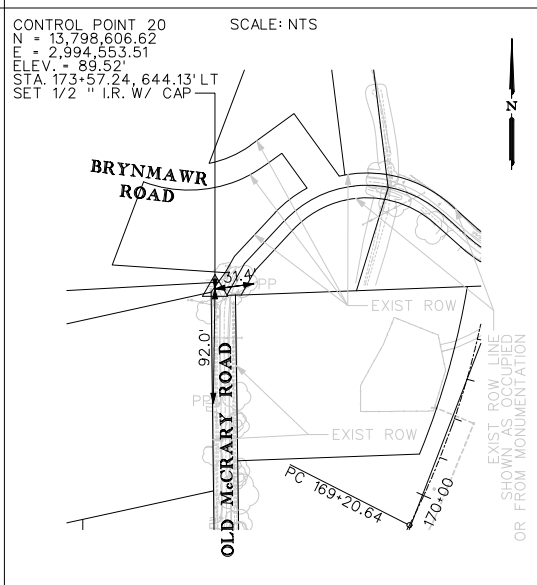 CONTROL POINT 20
N = 13,798,606.62
E = 2,994,553.51
ELEV. = 89.52'
STA. 173+57.24, 644.13' LT
SET 1/2 " I.R. W/ CAP
SCALE: NTS
N
BRYNMAWR
ROAD
31.4'
PP
EXIST ROW
92.0'
PP
OLD McCRARY ROAD
EXIST ROW
PC 169+20.64
170+00
EXIST ROW LINE
SHOWN AS OCCUPIED
OR FROM MONUMENTATION